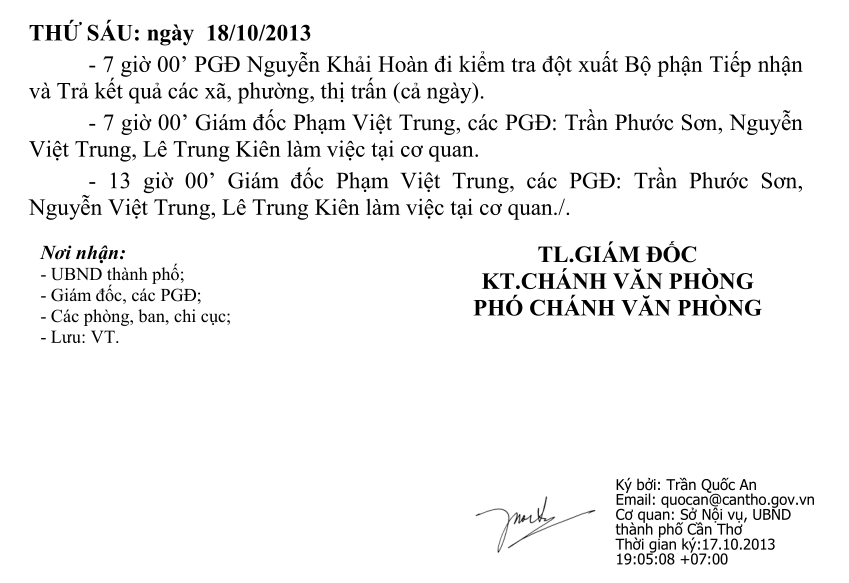 THỨ SÁU: ngày  18/10/2013
- 7 giờ 00’ PGĐ Nguyễn Khải Hoàn đi kiểm tra đột xuất Bộ phận Tiếp nhận
và Trả kết quả các xã, phường, thị trấn (cả ngày).
- 7 giờ 00’ Giám đốc Phạm Việt Trung, các PGĐ: Trần Phước Sơn, Nguyễn
Việt Trung, Lê Trung Kiên làm việc tại cơ quan.
- 13 giờ 00’ Giám đốc Phạm Việt Trung, các PGĐ: Trần Phước Sơn,
Nguyễn Việt Trung, Lê Trung Kiên làm việc tại cơ quan./.
Nơi nhận:
- UBND thành phố;
- Giám đốc, các PGĐ;
- Các phòng, ban, chi cục;
- Lưu: VT.
TL.GIÁM ĐỐC
KT.CHÁNH VĂN PHÒNG
PHÓ CHÁNH VĂN PHÒNG
Ký bởi: Trần Quốc An
Email: quocan@cantho.gov.vn
Cơ quan: Sở Nội vụ, UBND
thành phố Cần Thơ
Thời gian ký:17.10.2013
19:05:08 +07:00